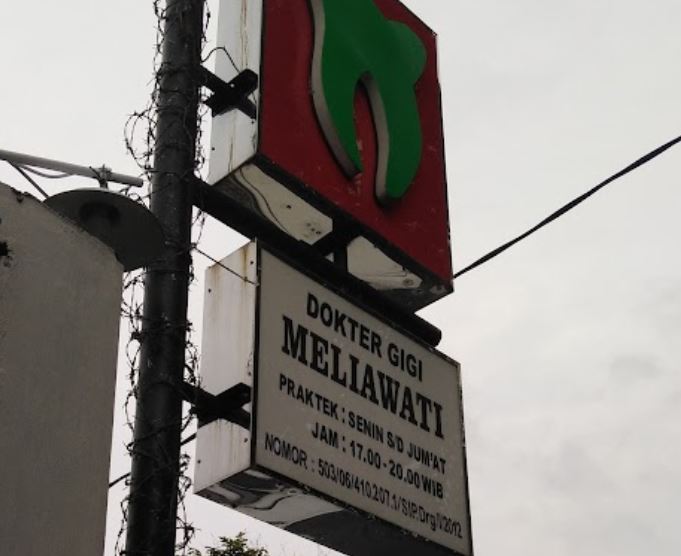 DOKTER GIGI
MELIAWATI
PRAKTEK : SENIN S/D JUM'AT
JAM : 17.00 - 20.00 WIB
NOMOR : 503/06/410.207.1/SIP.Drg/I/2012